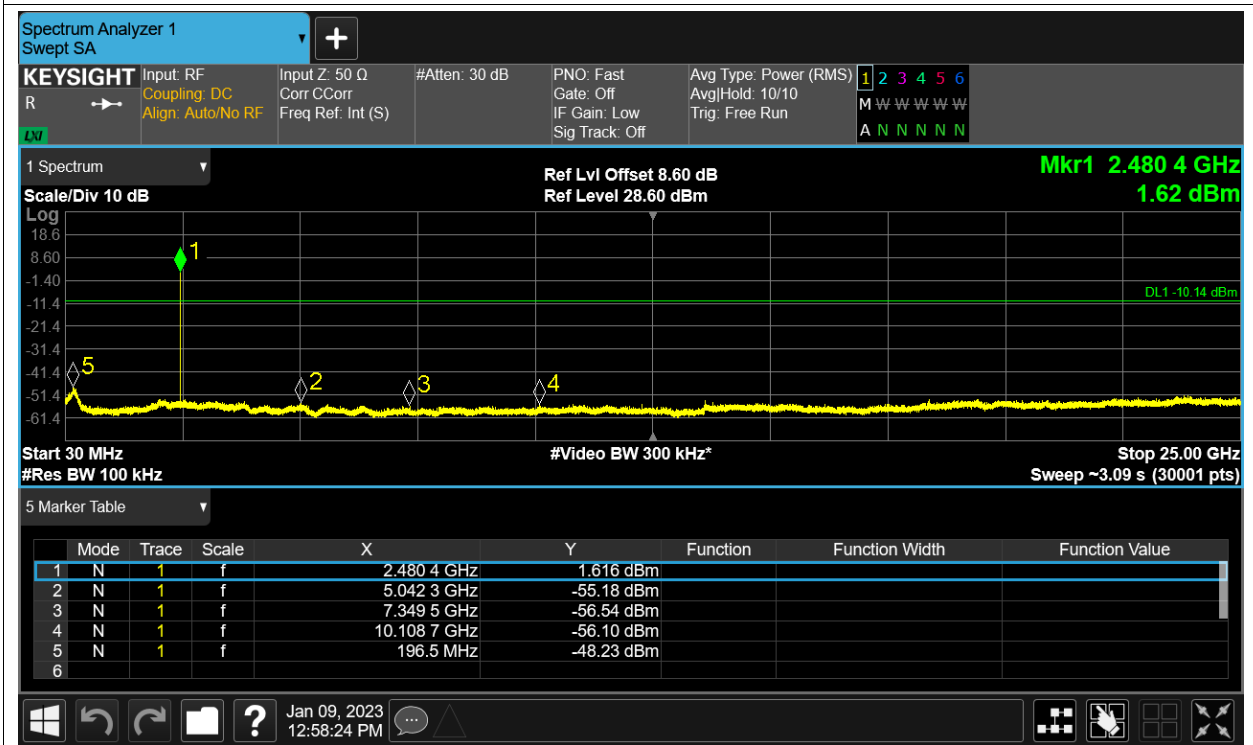 Spectrum Analyzer 1
Swept SA
+
KEYSIGHT Input: RF Input Z: 50 Ω #Atten: 30 dB PNO: Fast Avg Type: Power (RMS) 1 2 3 4 5 6
R Coupling: DC Corr CCorr Gate: Off Avg|Hold: 10/10 M W W W W W
Align: Auto/No RF Freq Ref: Int (S) IF Gain: Low Trig: Free Run
LXI Sig Track: Off A N N N N N
1 Spectrum Ref Lvl Offset 8.60 dB Mkr1 2.480 4 GHz
Scale/Div 10 dB Ref Level 28.60 dBm 1.62 dBm
Log
18.6
8.60 1
-1.40
DL1 -10.14 dBm
-11.4
-21.4
-31.4
-41.4 5
-51.4 2 3 4
-61.4
Start 30 MHz #Video BW 300 kHz* Stop 25.00 GHz
#Res BW 100 kHz Sweep ~3.09 s (30001 pts)
5 Marker Table
Mode Trace Scale X Y Function Function Width Function Value
1 N 1 f 2.480 4 GHz 1.616 dBm
2 N 1 f 5.042 3 GHz -55.18 dBm
3 N 1 f 7.349 5 GHz -56.54 dBm
4 N 1 f 10.108 7 GHz -56.10 dBm
5 N 1 f 196.5 MHz -48.23 dBm
6
? Jan 09, 2023
12:58:24 PM